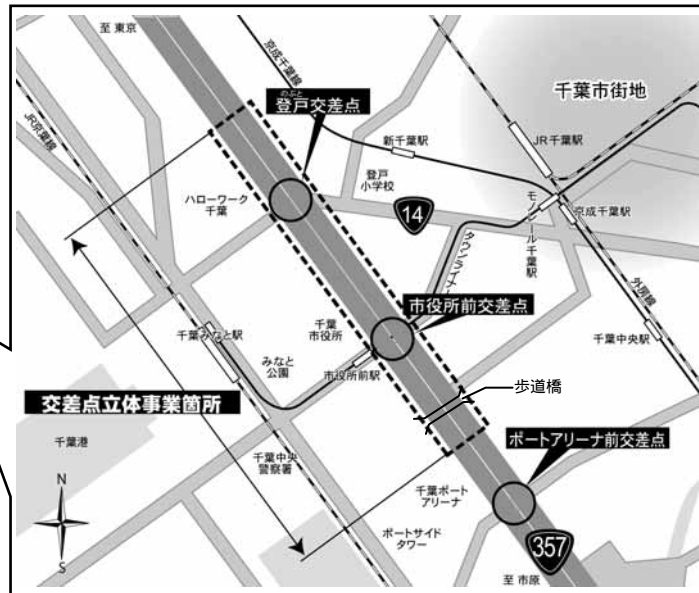 至 東京
京成千葉線
JR京葉線
のぶと
登戸交差点
千葉市街地
新千葉駅
JR千葉駅
登戸
小学校
ハローワーク
千葉
14
モノレール千葉駅
京成千葉駅
タウンライナー
外房線
市役所前交差点
千葉
市役所
千葉みなと駅
みなと
公園
市役所前駅
千葉中央駅
歩道橋
交差点立体事業箇所
ポートアリーナ前交差点
千葉港
千葉中央
警察署
千葉ポート
アリーナ
N
S
ポートサイド
タワー
357
至 市原